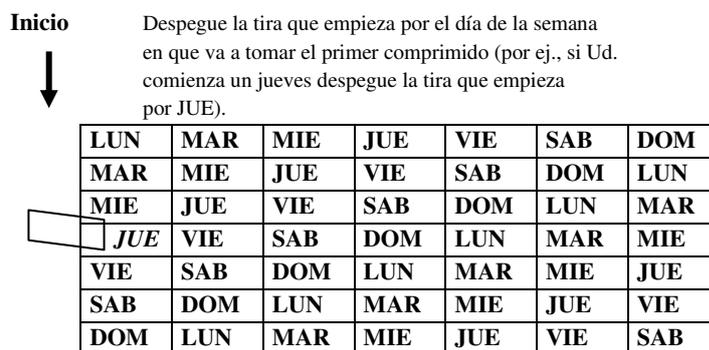 Inicio
Despegue la tira que empieza por el día de la semana
en que va a tomar el primer comprimido (por ej., si Ud.
comienza un jueves despegue la tira que empieza
por JUE).
LUN MAR MIE JUE VIE SAB DOM
MAR MIE JUE VIE SAB DOM LUN
MIE JUE VIE SAB DOM LUN MAR
JUE VIE SAB DOM LUN MAR MIE
VIE SAB DOM LUN MAR MIE JUE
SAB DOM LUN MAR MIE JUE VIE
DOM LUN MAR MIE JUE VIE SAB